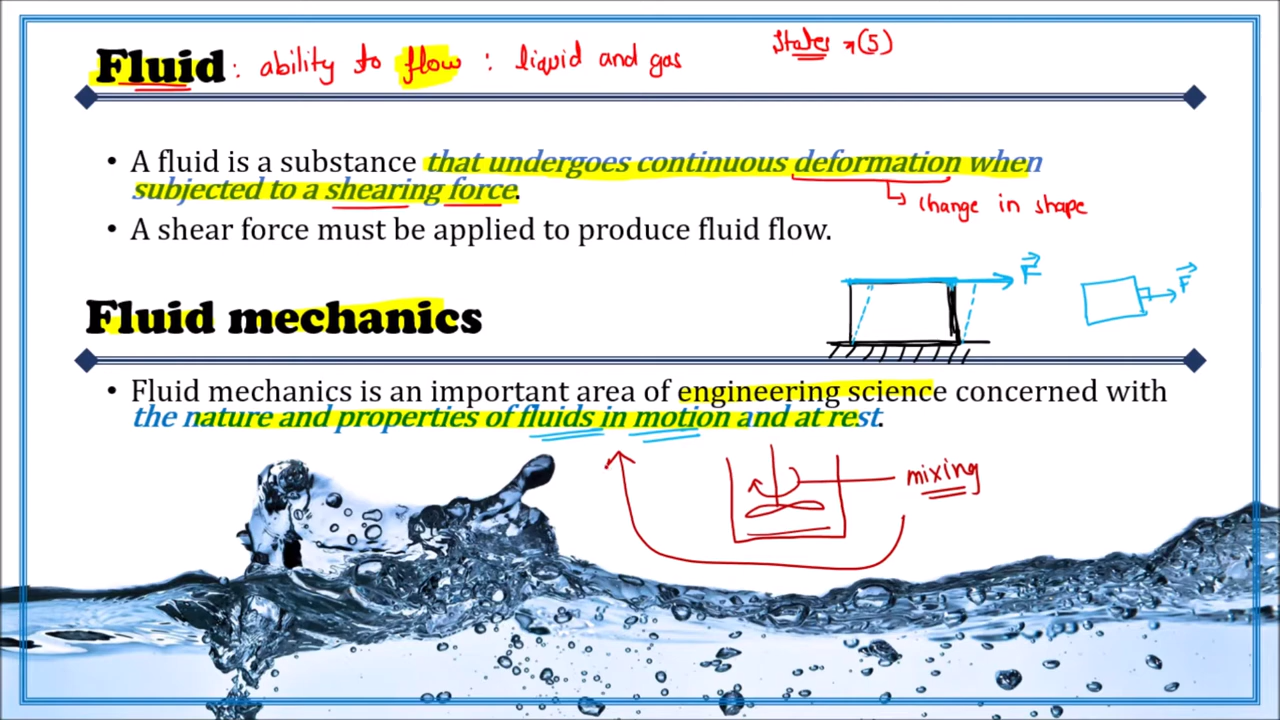 Fluid : ability to flow : liquid and gas
States → (5)
• A fluid is a substance that undergoes continuous deformation when
subjected to a shearing force.
↳ change in shape
• A shear force must be applied to produce fluid flow.
F
F
Fluid mechanics
• Fluid mechanics is an important area of engineering science concerned with
the nature and properties of fluids in motion and at rest.
mixing